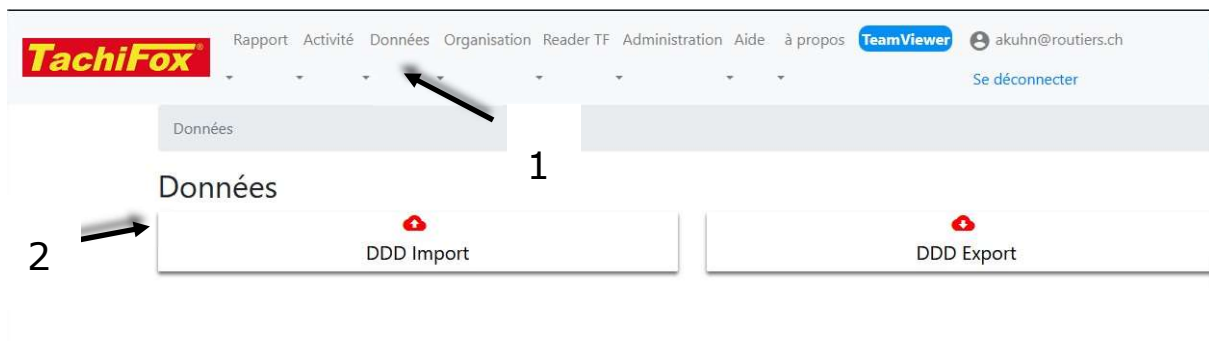 TachiFox®
Rapport Activité Données Organisation Reader TF Administration Aide à propos TeamViewer akuhn@routiers.ch
Se déconnecter
Données
1
Données
2
DDD Import
DDD Export